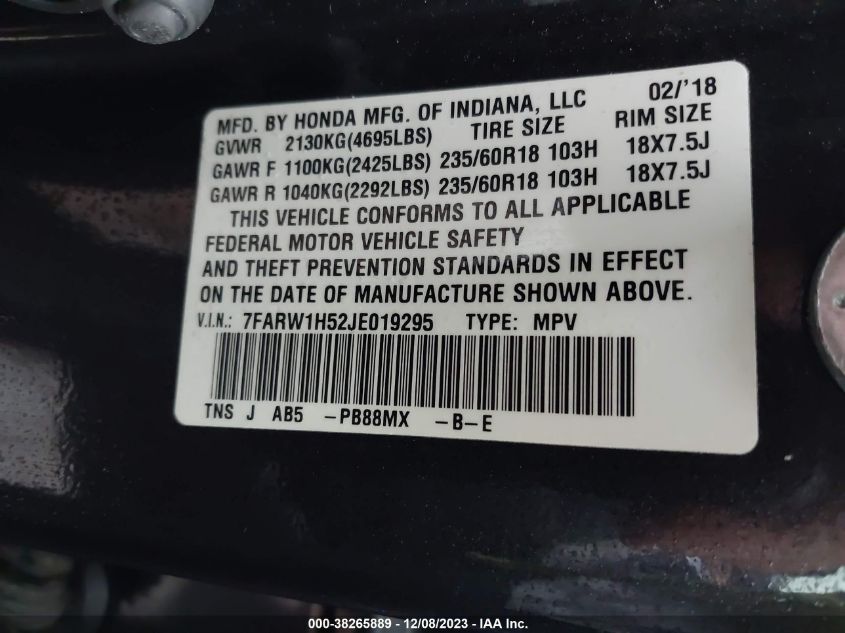 MFD. BY HONDA MFG. OF INDIANA, LLC 02/'18
GVWR 2130KG(4695LBS) TIRE SIZE RIM SIZE
GAWR F 1100KG(2425LBS) 235/60R18 103H 18X7.5J
GAWR R 1040KG(2292LBS) 235/60R18 103H 18X7.5J
THIS VEHICLE CONFORMS TO ALL APPLICABLE
FEDERAL MOTOR VEHICLE SAFETY
AND THEFT PREVENTION STANDARDS IN EFFECT
ON THE DATE OF MANUFACTURE SHOWN ABOVE.
V.I.N.: 7FARW1H52JE019295 TYPE: MPV
TNS J AB5 -PB88MX -B-E
000-38265889 - 12/08/2023 - IAA Inc.